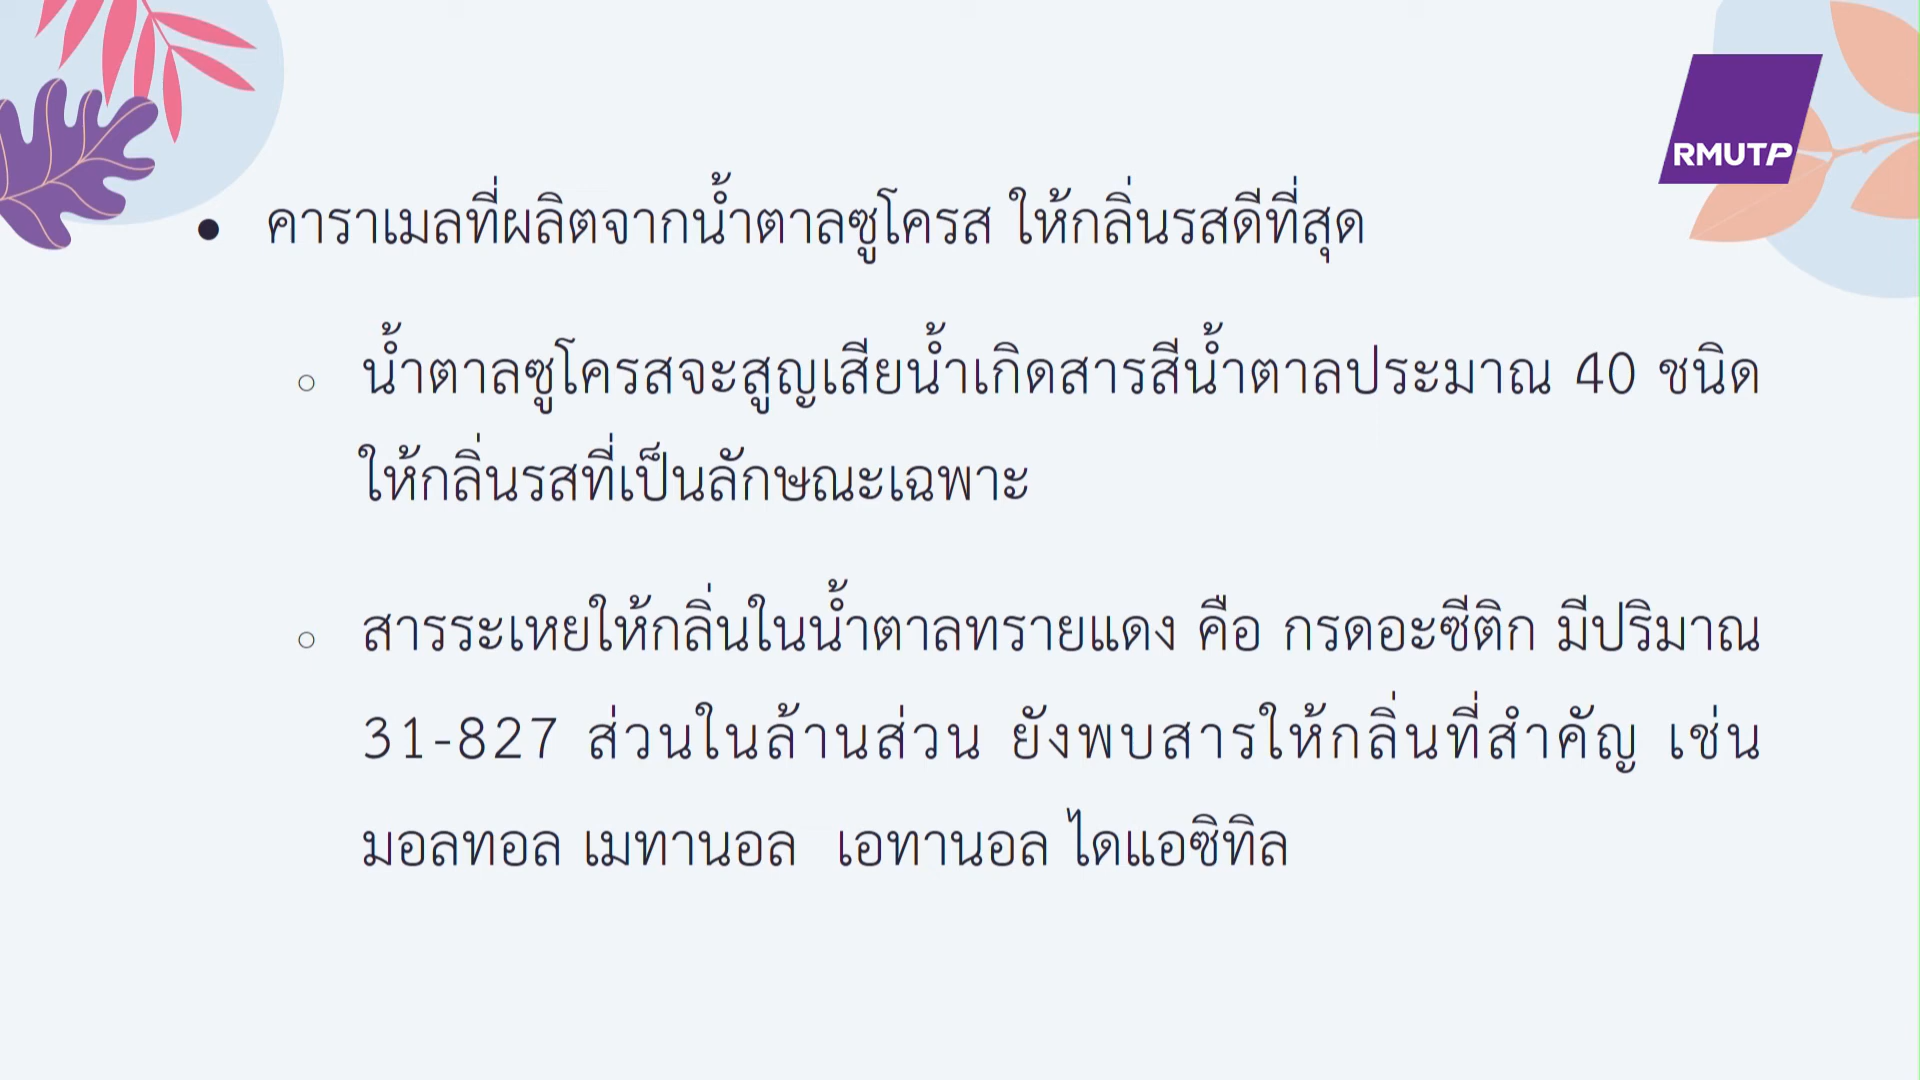 RMUTP
● คาราเมลที่ผลิตจากน้ำตาลซูโครส ให้กลิ่นรสดีที่สุด
○ น้ำตาลซูโครสจะสูญเสียน้ำเกิดสารสีน้ำตาลประมาณ 40 ชนิด
ให้กลิ่นรสที่เป็นลักษณะเฉพาะ
○ สารระเหยให้กลิ่นในน้ำตาลทรายแดง คือ กรดอะซีติก มีปริมาณ
31-827 ส่วนในล้านส่วน ยังพบสารให้กลิ่นที่สำคัญ เช่น
มอลทอล เมทานอล เอทานอล ไดแอซิทิล